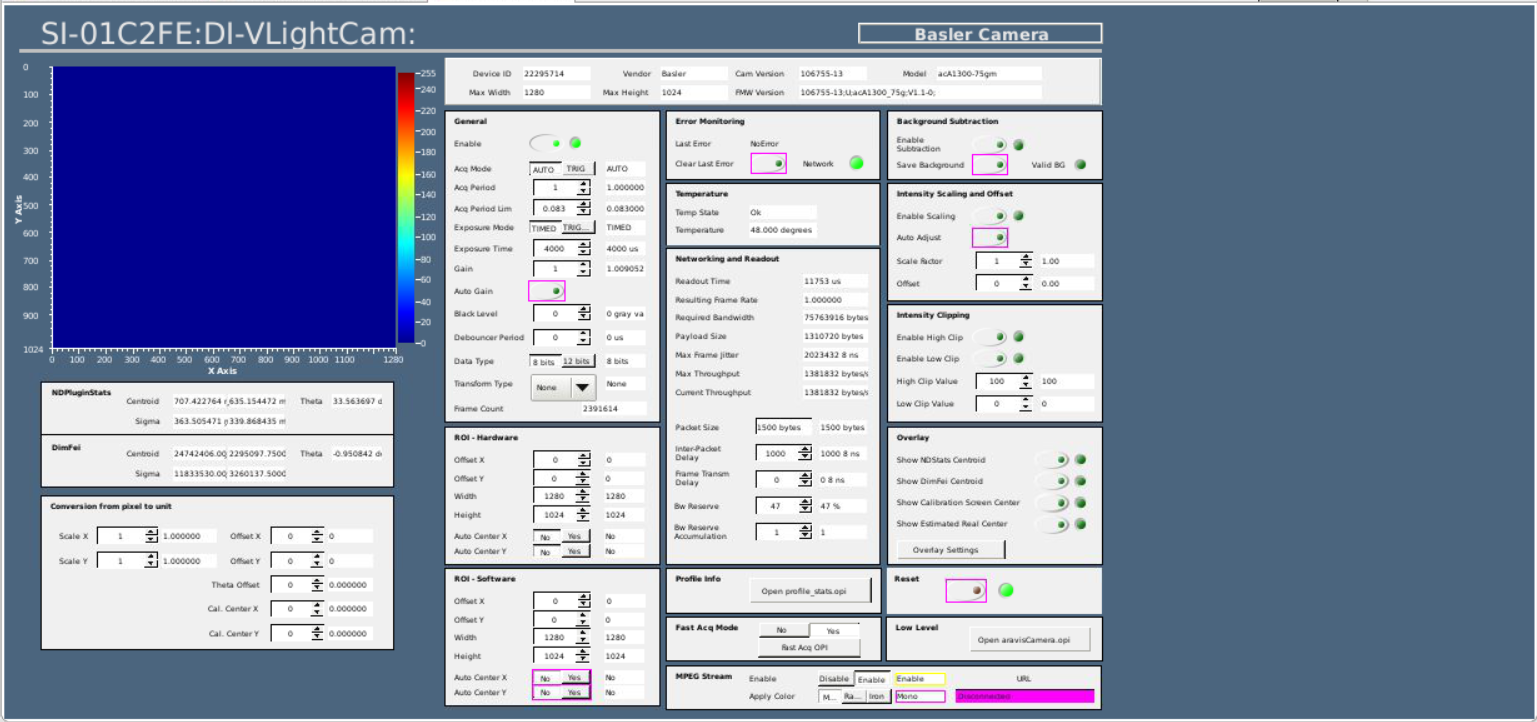 SI-01C2FE:DI-VLightCam:
Basler Camera
Device ID 22295714 Vendor Basler Cam Version 106755-13 Model acA1300-75gm
Max Width 1280 Max Height 1024 FMW Version 106755-13;U;acA1300_75g;V1.1-0;
0
100
200
300
400
500
600
700
800
900
1024
Y Axis
0 100 200 300 400 500 600 700 800 900 1000 1100 1280
X Axis
255
240
220
200
180
160
140
120
100
80
60
40
20
0
NDPluginStats
Centroid 707.422764 635.154472 m Theta 33.563697 d
Sigma 363.505471 339.868435 m
DimFei
Centroid 24742406.00 2295097.7500 Theta -0.950842 d
Sigma 11833530.00 3260137.5000
Conversion from pixel to unit
Scale X 1 1.000000 Offset X 0 0
Scale Y 1 1.000000 Offset Y 0 0
Theta Offset 0 0.000000
Cal. Center X 0 0.000000
Cal. Center Y 0 0.000000
General
Enable
Acq Mode AUTO TRIG AUTO
Acq Period 1 1.000000
Acq Period Lim 0.083 0.083000
Exposure Mode TIMED TRIG... TIMED
Exposure Time 4000 4000 us
Gain 1 1.009052
Auto Gain
Black Level 0 0 gray va
Debouncer Period 0 0 us
Data Type 8 bits 12 bits 8 bits
Transform Type None None
Frame Count 2391614
ROI - Hardware
Offset X 0 0
Offset Y 0 0
Width 1280 1280
Height 1024 1024
Auto Center X No Yes No
Auto Center Y No Yes No
ROI - Software
Offset X 0 0
Offset Y 0 0
Width 1280 1280
Height 1024 1024
Auto Center X No Yes No
Auto Center Y No Yes No
Error Monitoring
Last Error NoError
Clear Last Error Network
Temperature
Temp State Ok
Temperature 48.000 degrees
Networking and Readout
Readout Time 11753 us
Resulting Frame Rate 1.000000
Required Bandwidth 75763916 bytes
Payload Size 1310720 bytes
Max Frame Jitter 2023432 8 ns
Max Throughput 1381832 bytes/s
Current Throughput 1381832 bytes/s
Packet Size 1500 bytes 1500 bytes
Inter-Packet
Delay 1000 1000 8 ns
Frame Transm
Delay 0 0 8 ns
Bw Reserve 47 47 %
Bw Reserve
Accumulation 1 1
Profile Info Open profile_stats.opi
Fast Acq Mode No Yes
Fast Acq OPI
MPEG Stream Enable Disable Enable Enable URL
Apply Color M... Ra... Iron Mono Disconnected
Background Subtraction
Enable
Subtraction
Save Background Valid BG
Intensity Scaling and Offset
Enable Scaling
Auto Adjust
Scale Factor 1 1.00
Offset 0 0.00
Intensity Clipping
Enable High Clip
Enable Low Clip
High Clip Value 100 100
Low Clip Value 0 0
Overlay
Show NDStats Centroid
Show DimFei Centroid
Show Calibration Screen Center
Show Estimated Real Center
Overlay Settings
Reset
Low Level Open aravisCamera.opi